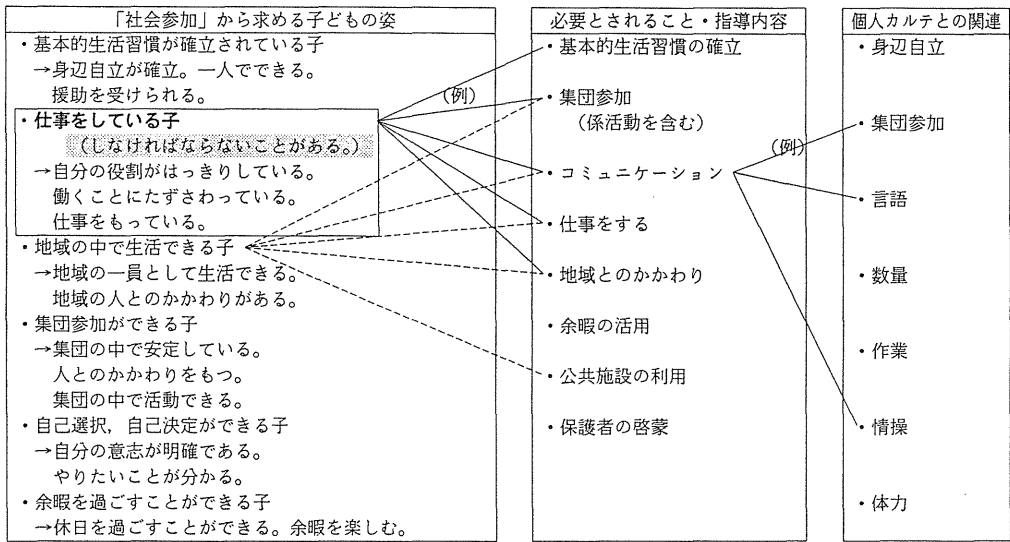 「社会参加」から求める子どもの姿
・基本的生活習慣が確立されている子
→身辺自立が確立。一人でできる。
援助を受けられる。
・仕事をしている子
(しなければならないことがある。)
→自分の役割がはっきりしている。
働くことにたずさわっている。
仕事をもっている。
・地域の中で生活できる子
→地域の一員として生活できる。
地域の人とのかかわりがある。
・集団参加ができる子
→集団の中で安定している。
人とのかかわりをもつ。
集団の中で活動できる。
・自己選択，自己決定ができる子
→自分の意志が明確である。
やりたいことが分かる。
・余暇を過ごすことができる子
→休日を過ごすことができる。余暇を楽しむ。
(例)
必要とされること・指導内容
・基本的生活習慣の確立
・集団参加
(係活動を含む)
・コミュニケーション
・仕事をする
・地域とのかかわり
・余暇の活用
・公共施設の利用
・保護者の啓蒙
(例)
個人カルテとの関連
・身辺自立
・集団参加
・言語
・数量
・作業
・情操
・体力